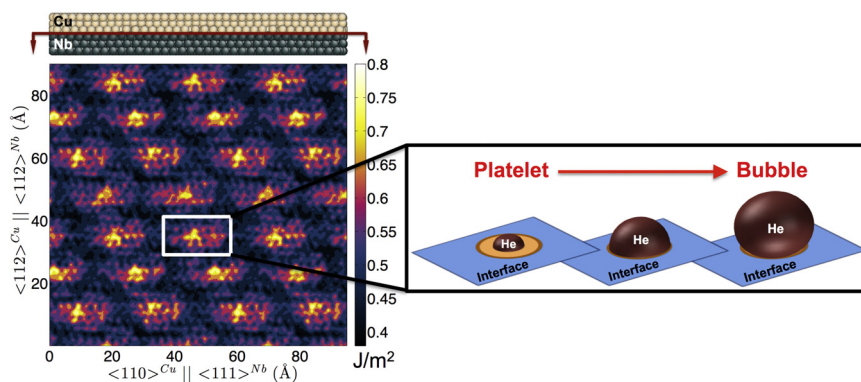 Cu
Nb
0.8
0.75
0.7
0.65
0.6
0.55
0.5
0.45
0.4
J/m²
80
60
40
20
<112>^Cu || <112>^Nb (Å)
0 20 40 60 80
<110>^Cu || <111>^Nb (Å)
Platelet Bubble
He He He
Interface Interface Interface